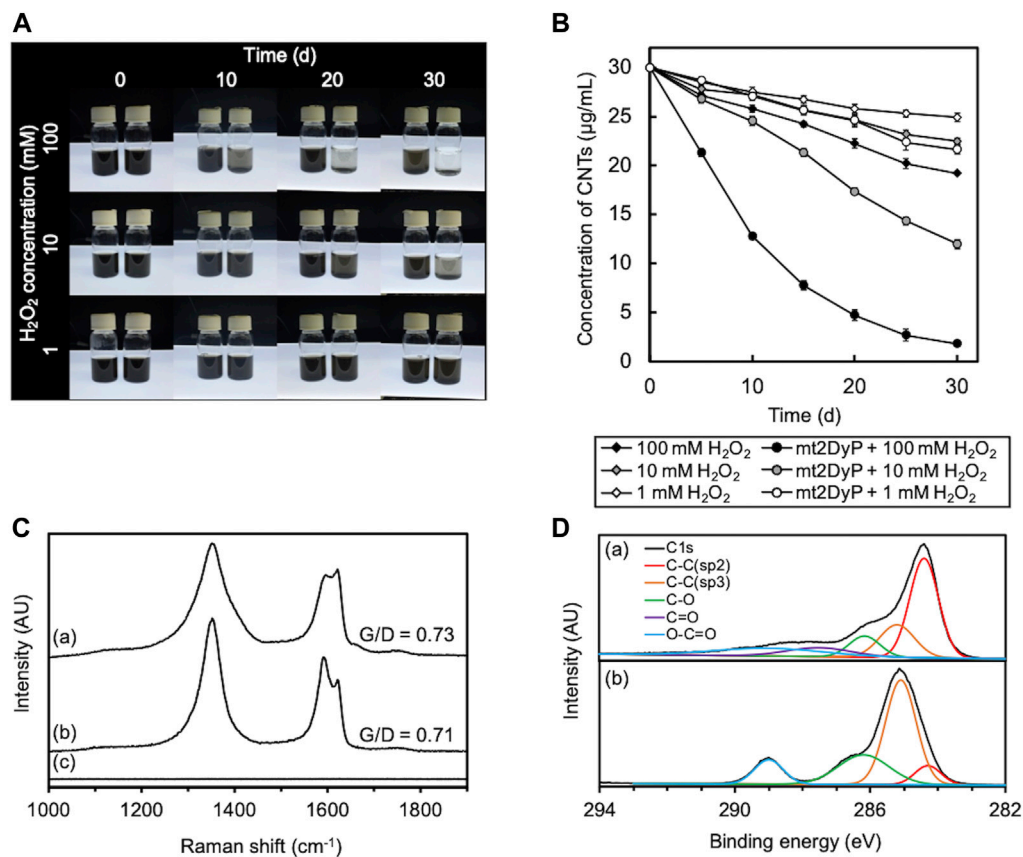 A
Time (d)
0 10 20 30
H₂O₂ concentration (mM)
100
10
1
B
Concentration of CNTs (µg/mL)
30
25
20
15
10
5
0
0 10 20 30
Time (d)
100 mM H₂O₂
10 mM H₂O₂
1 mM H₂O₂
mt2DyP + 100 mM H₂O₂
mt2DyP + 10 mM H₂O₂
mt2DyP + 1 mM H₂O₂
C
Intensity (AU)
(a)
G/D = 0.73
(b)
G/D = 0.71
(c)
1000 1200 1400 1600 1800
Raman shift (cm⁻¹)
D
Intensity (AU)
(a)
C1s
C-C(sp2)
C-C(sp3)
C-O
C=O
O-C=O
(b)
294 290 286 282
Binding energy (eV)